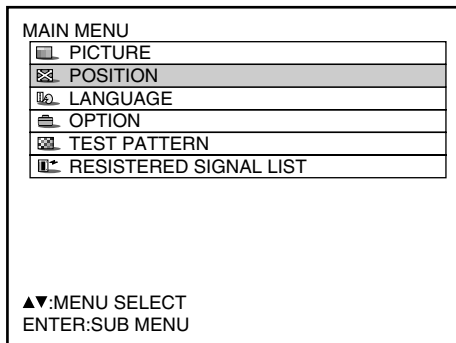 MAIN MENU
PICTURE
POSITION
LANGUAGE
OPTION
TEST PATTERN
RESISTERED SIGNAL LIST
▲▼:MENU SELECT
ENTER:SUB MENU